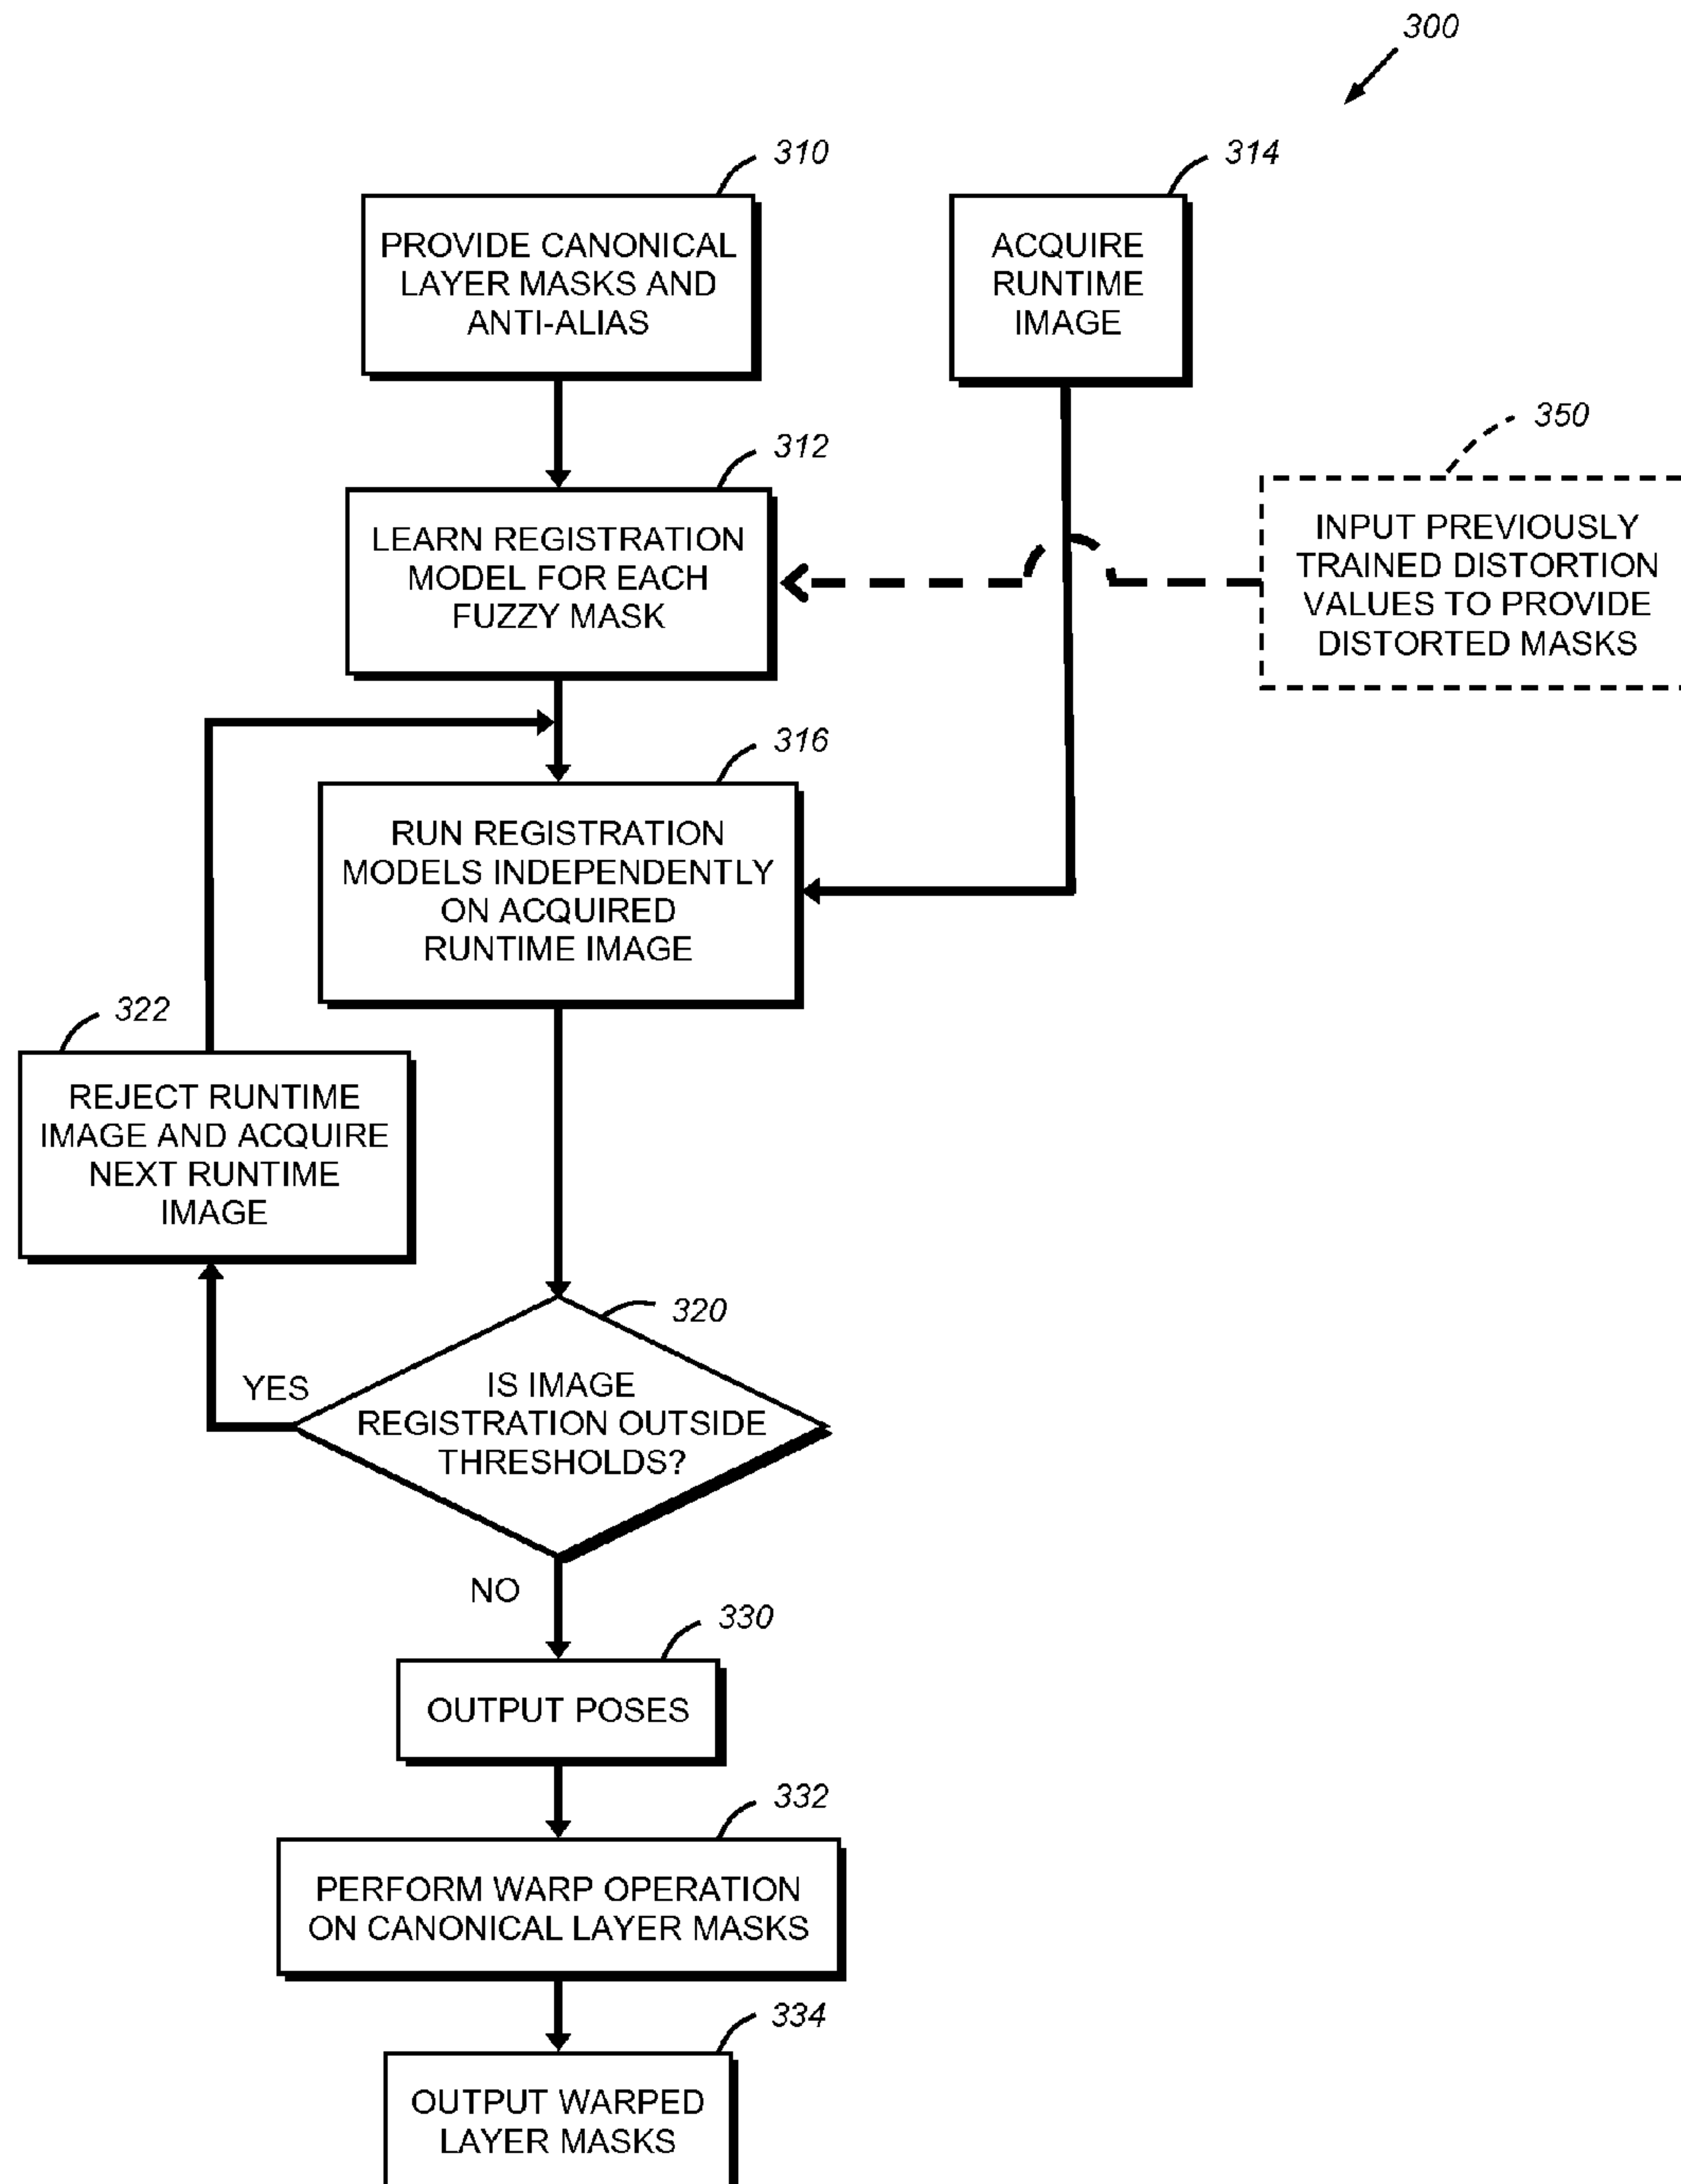 300
310
PROVIDE CANONICAL
LAYER MASKS AND
ANTI-ALIAS
314
ACQUIRE
RUNTIME
IMAGE
312
LEARN REGISTRATION
MODEL FOR EACH
FUZZY MASK
350
INPUT PREVIOUSLY
TRAINED DISTORTION
VALUES TO PROVIDE
DISTORTED MASKS
316
RUN REGISTRATION
MODELS INDEPENDENTLY
ON ACQUIRED
RUNTIME IMAGE
322
REJECT RUNTIME
IMAGE AND ACQUIRE
NEXT RUNTIME
IMAGE
320
YES
IS IMAGE
REGISTRATION OUTSIDE
THRESHOLDS?
NO
330
OUTPUT POSES
332
PERFORM WARP OPERATION
ON CANONICAL LAYER MASKS
334
OUTPUT WARPED
LAYER MASKS